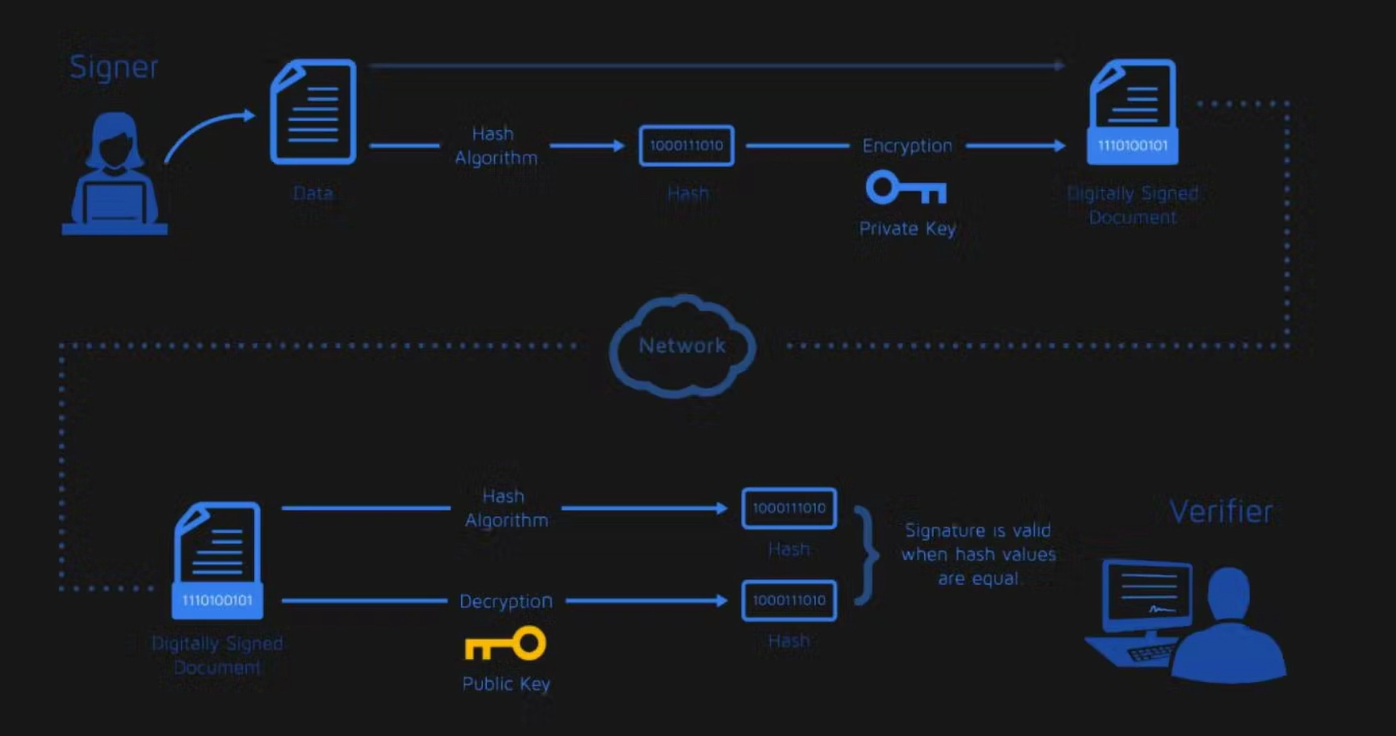 Signer
Hash
Algorithm
1000111010
Encryption
1110100101
Data
Hash
Private Key
Digitally Signed
Document
Network
Hash
Algorithm
1000111010
Hash
Signature is valid
when hash values
are equal
Verifier
1110100101
Decryption
1000111010
Digitally Signed
Document
Public Key
Hash